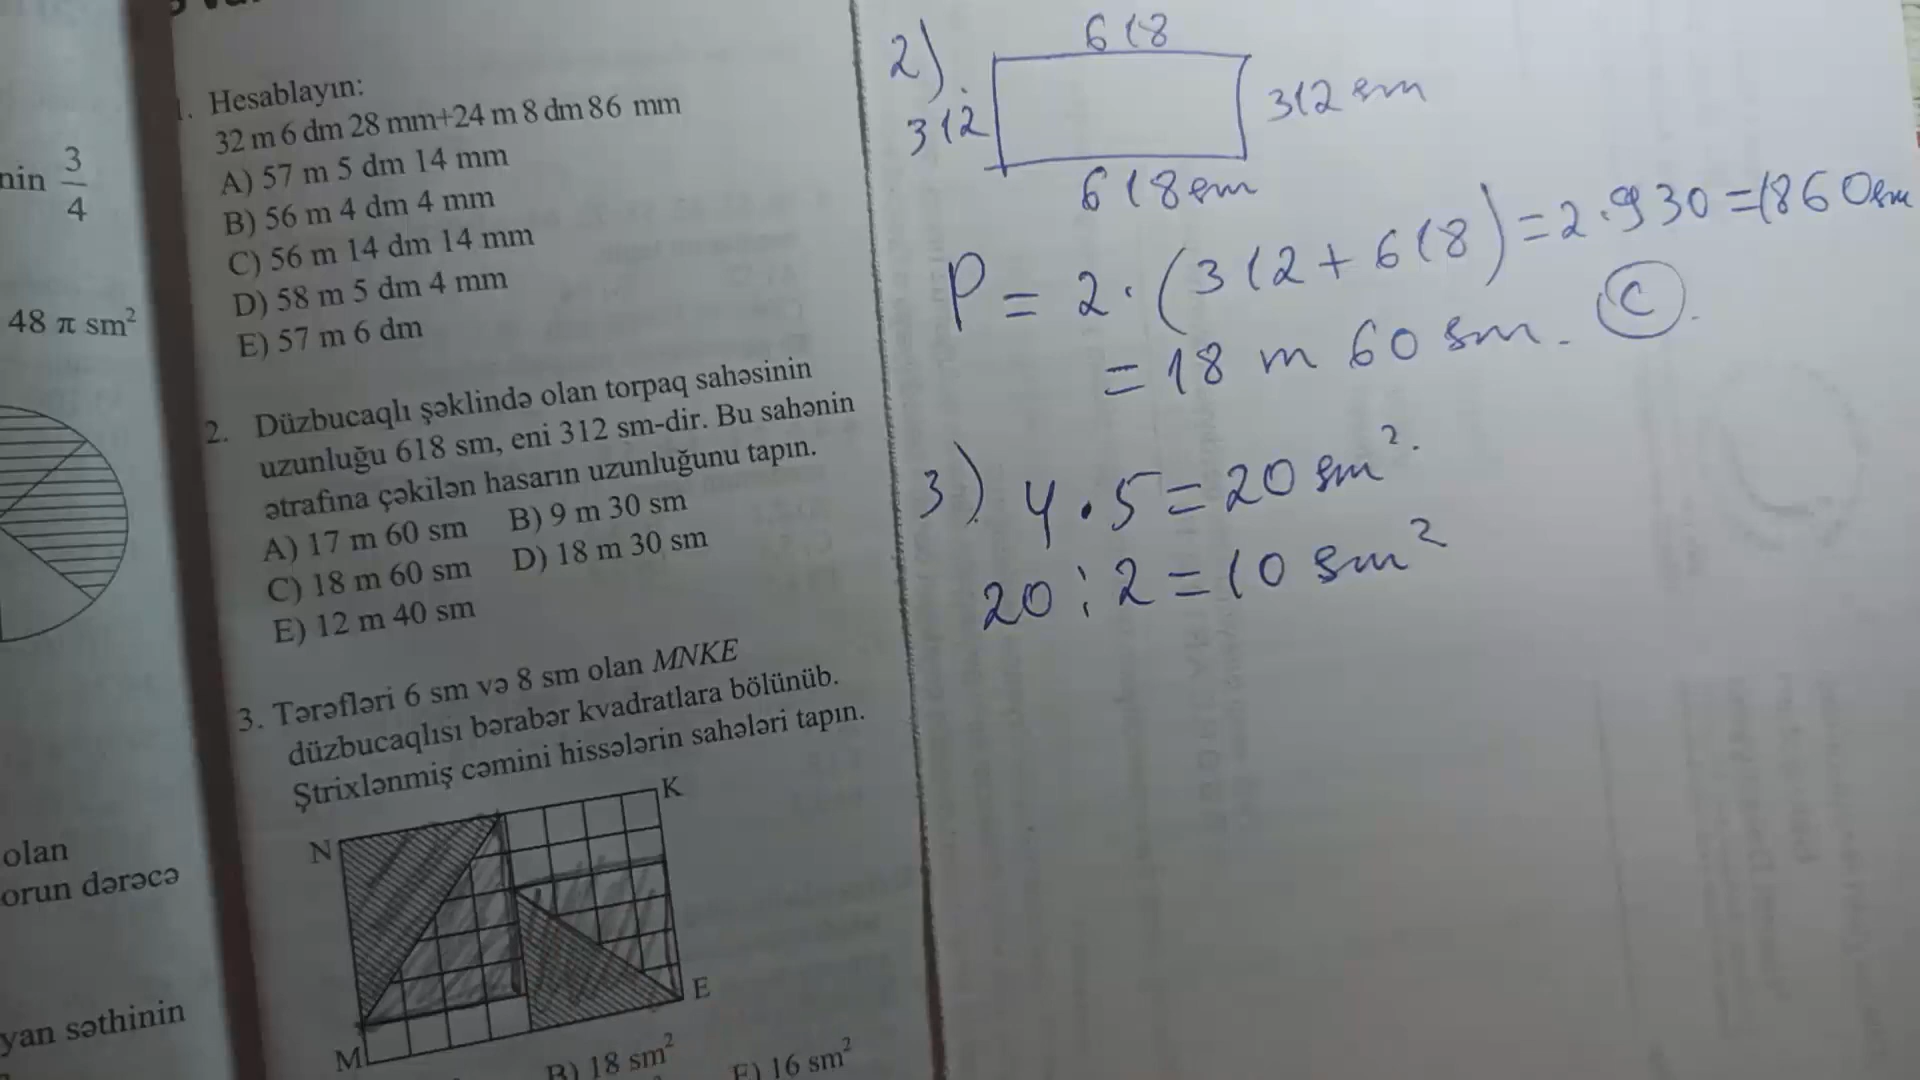 nin 3/4
48 π sm²
olan
orun dərəcə
yan səthinin
1. Hesablayın:
32 m 6 dm 28 mm+24 m 8 dm 86 mm
A) 57 m 5 dm 14 mm
B) 56 m 4 dm 4 mm
C) 56 m 14 dm 14 mm
D) 58 m 5 dm 4 mm
E) 57 m 6 dm
2. Düzbucaqlı şəklində olan torpaq sahəsinin
uzunluğu 618 sm, eni 312 sm-dir. Bu sahənin
ətrafına çəkilən hasarın uzunluğunu tapın.
A) 17 m 60 sm B) 9 m 30 sm
C) 18 m 60 sm D) 18 m 30 sm
E) 12 m 40 sm
3. Tərəfləri 6 sm və 8 sm olan MNKE
düzbucaqlısı bərabər kvadratlara bölünüb.
Ştrixlənmiş cəmini hissələrin sahələri tapın.
N K
M E
B) 18 sm² E) 16 sm²
2) 618
312 312 sm
618 sm
P = 2·(312+618)=2·930=1860sm
= 18 m 60 sm. C
3) 4·5=20 sm².
20:2=10 sm²